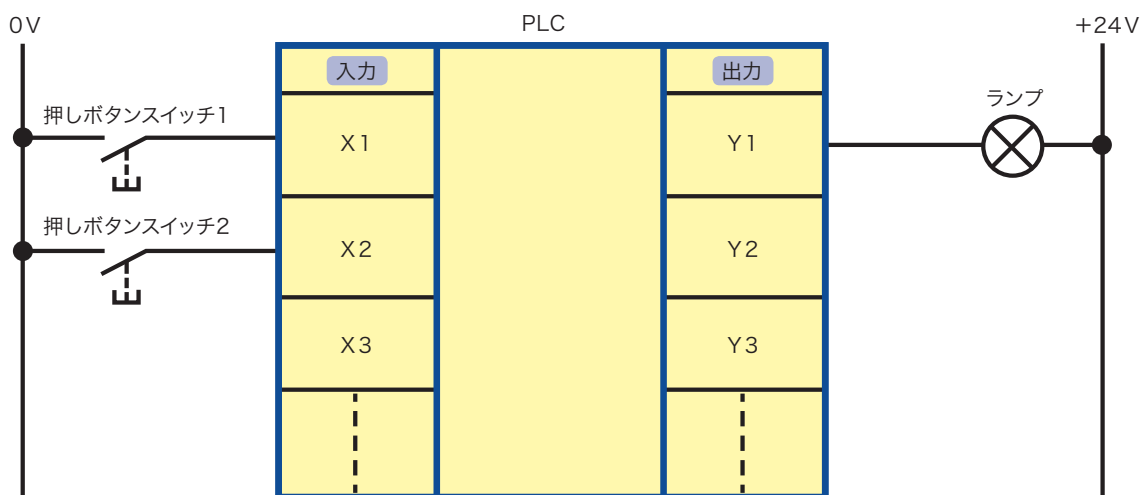 PLC
0V
+24V
入力
出力
押しボタンスイッチ1
X1
Y1
ランプ
押しボタンスイッチ2
X2
Y2
X3
Y3